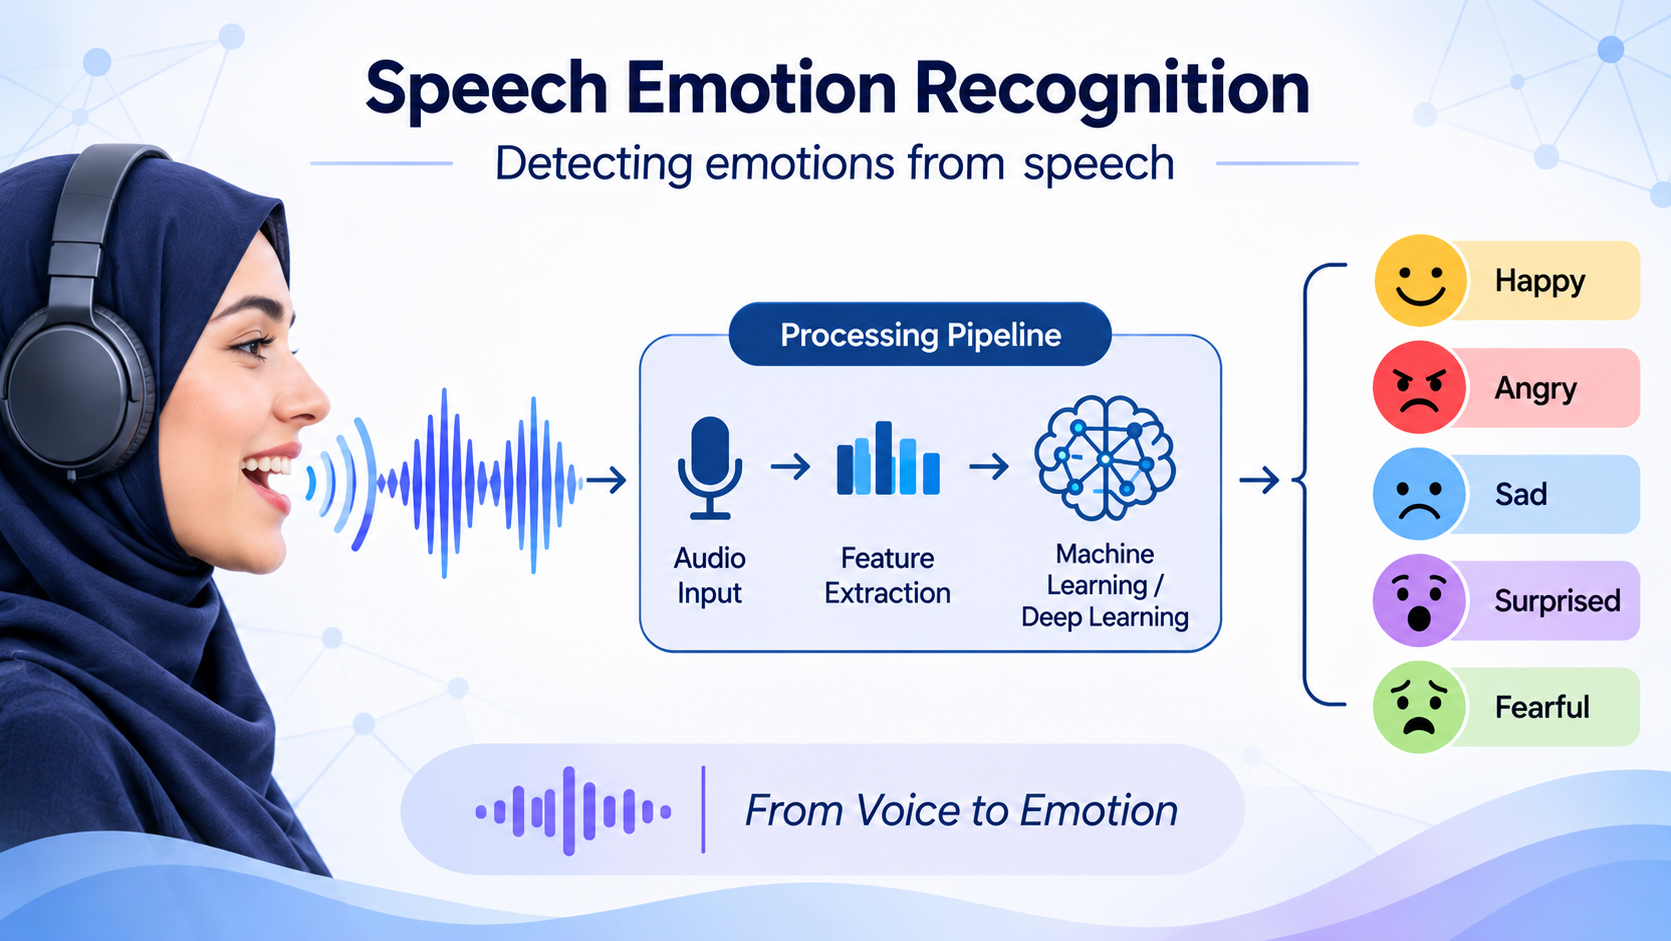 Speech Emotion Recognition
Detecting emotions from speech
Processing Pipeline
Audio
Input
Feature
Extraction
Machine
Learning /
Deep Learning
Happy
Angry
Sad
Surprised
Fearful
From Voice to Emotion